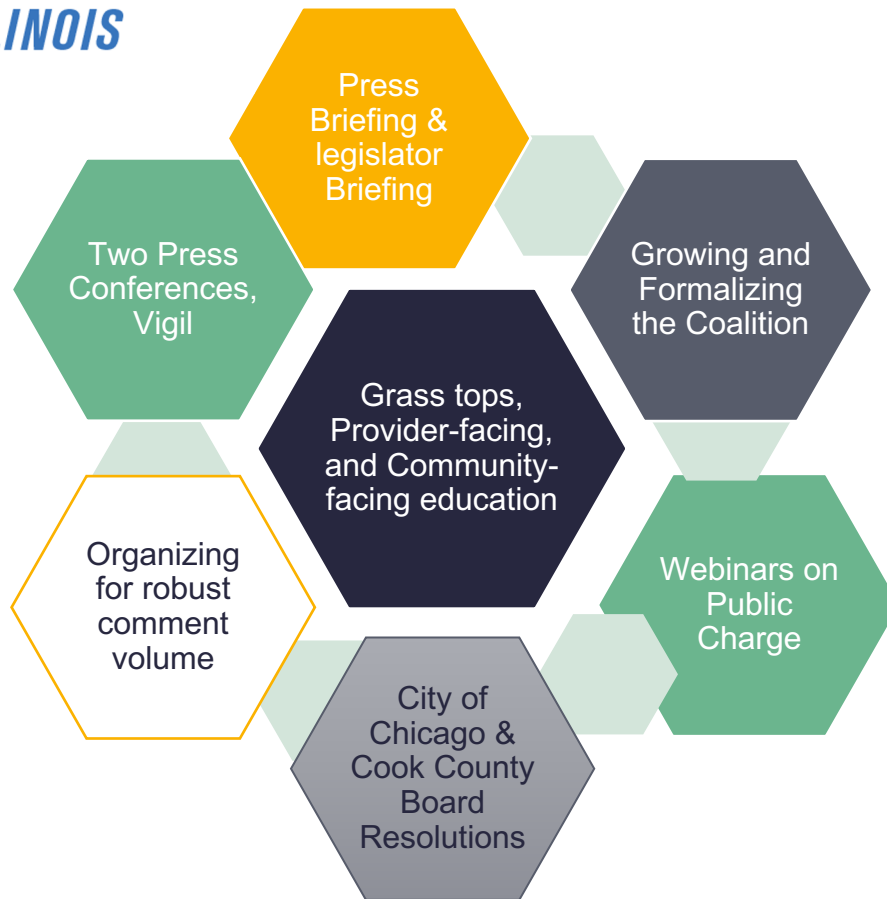 INOIS
Press
Briefing &
legislator
Briefing
Two Press
Conferences,
Vigil
Growing and
Formalizing
the Coalition
Grass tops,
Provider-facing,
and Community-
facing education
Organizing
for robust
comment
volume
Webinars on
Public
Charge
City of
Chicago &
Cook County
Board
Resolutions